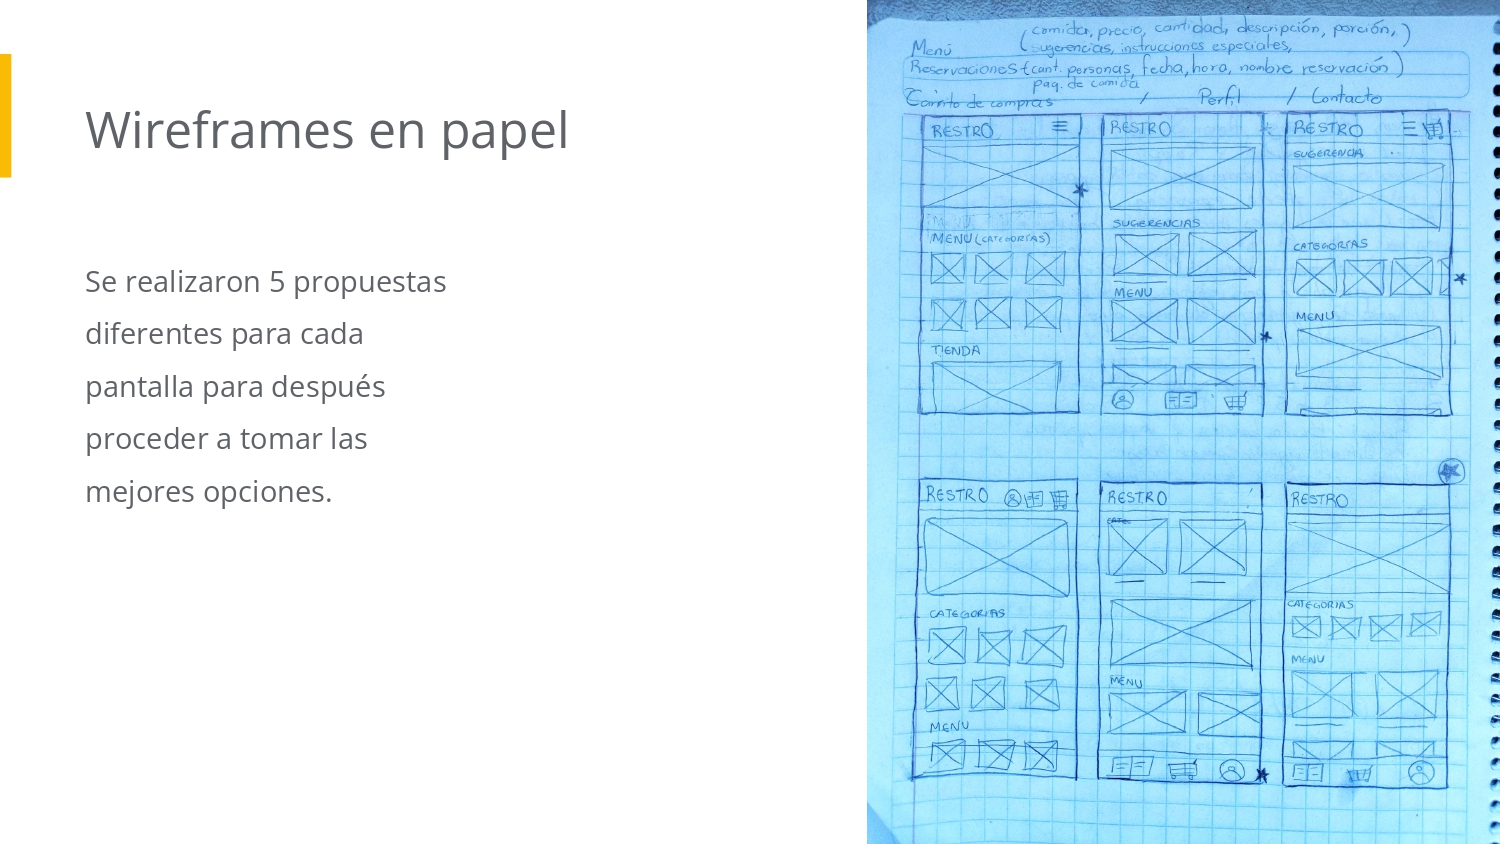 Wireframes en papel
Se realizaron 5 propuestas
diferentes para cada
pantalla para después
proceder a tomar las
mejores opciones.
(comida, precio, cantidad, descripción, porción,)
Menú sugerencias, instrucciones especiales,
Reservaciones (cant. personas, fecha, hora, nombre reservación)
paq. de comida
Carrito de compras / Perfil / Contacto
RESTRO
MENU (CATEGORIAS)
TIENDA
RESTRO
SUGERENCIAS
MENU
RESTRO
SUGERENCIA
CATEGORIAS
MENU
RESTRO
CATEGORIAS
MENU
RESTRO
CATEG.
MENU
RESTRO
CATEGORIAS
MENU